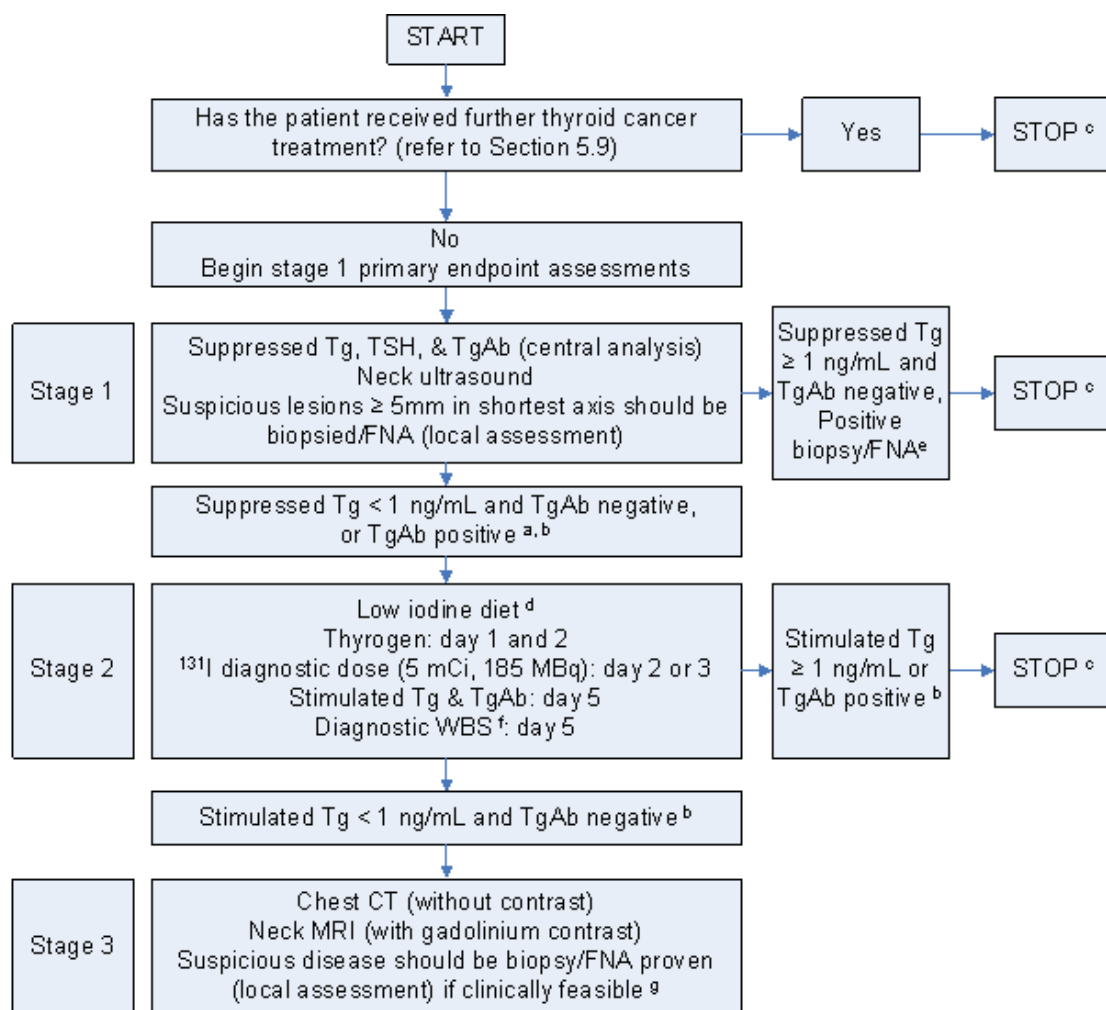 START
Has the patient received further thyroid cancer
treatment? (refer to Section 5.9)
Yes
STOP c
No
Begin stage 1 primary endpoint assessments
Stage 1
Suppressed Tg, TSH, & TgAb (central analysis)
Neck ultrasound
Suspicious lesions ≥ 5mm in shortest axis should be
biopsied/FNA (local assessment)
Suppressed Tg
≥ 1 ng/mL and
TgAb negative,
Positive
biopsy/FNA e
STOP c
Suppressed Tg < 1 ng/mL and TgAb negative,
or TgAb positive a, b
Stage 2
Low iodine diet d
Thyrogen: day 1 and 2
131I diagnostic dose (5 mCi, 185 MBq): day 2 or 3
Stimulated Tg & TgAb: day 5
Diagnostic WBS f: day 5
Stimulated Tg
≥ 1 ng/mL or
TgAb positive b
STOP c
Stimulated Tg < 1 ng/mL and TgAb negative b
Stage 3
Chest CT (without contrast)
Neck MRI (with gadolinium contrast)
Suspicious disease should be biopsy/FNA proven
(local assessment) if clinically feasible g